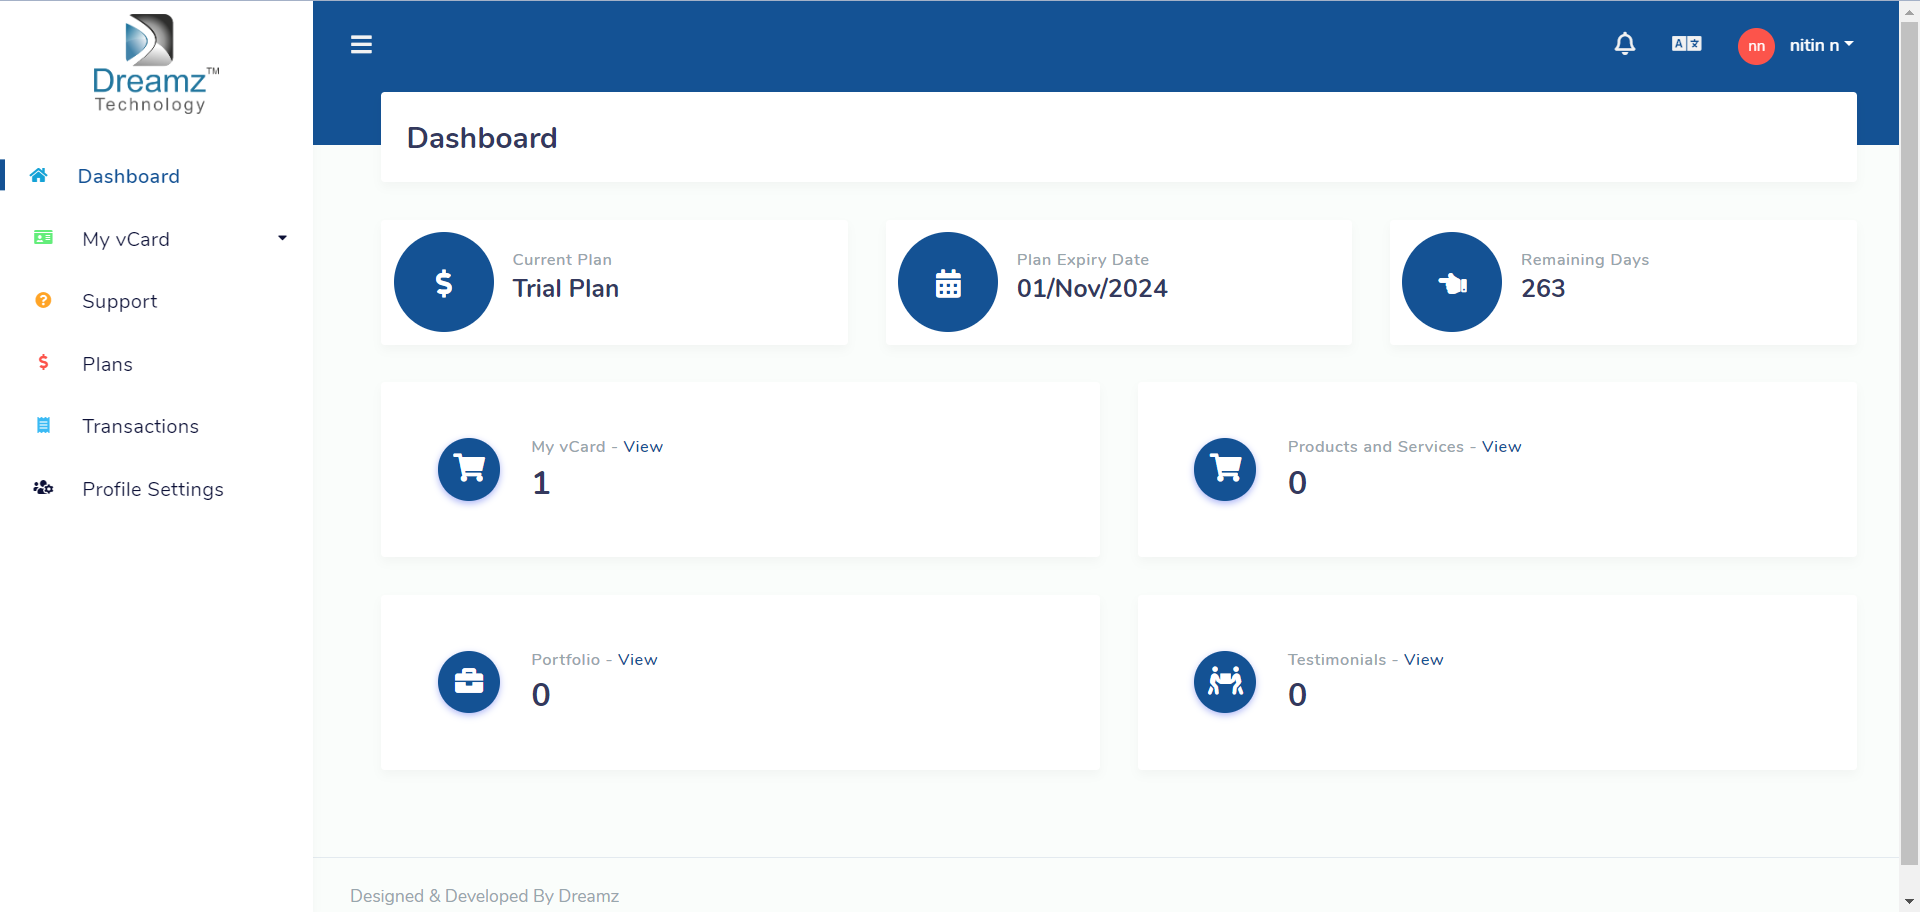 Dreamz™
Technology
Dashboard
My vCard
Support
Plans
Transactions
Profile Settings
nn
nitin n
Dashboard
Current Plan
Trial Plan
Plan Expiry Date
01/Nov/2024
Remaining Days
263
My vCard - View
1
Products and Services - View
0
Portfolio - View
0
Testimonials - View
0
Designed & Developed By Dreamz